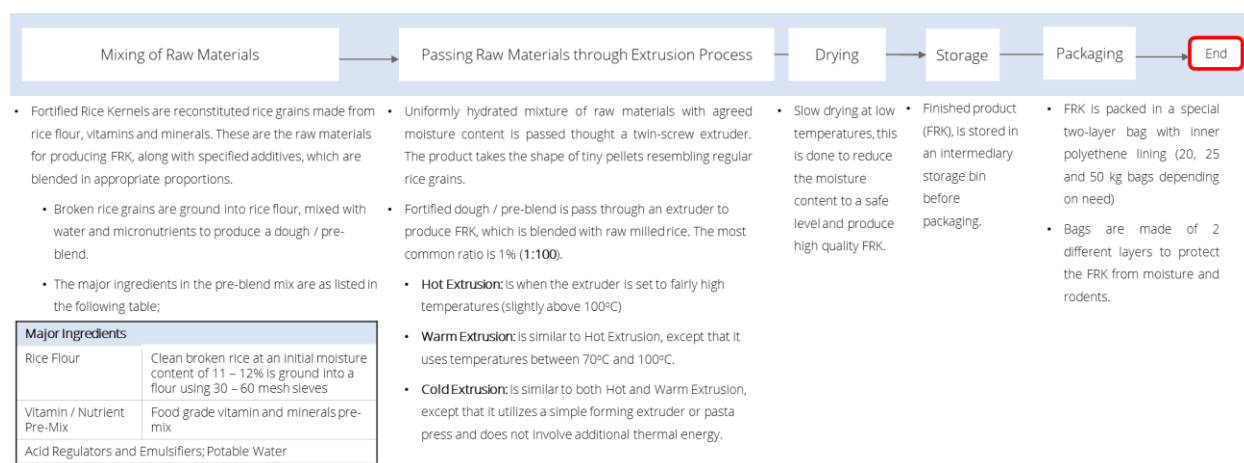 Mixing of Raw Materials
Passing Raw Materials through Extrusion Process
Drying
Storage
Packaging
End
• Fortified Rice Kernels are reconstituted rice grains made from
rice flour, vitamins and minerals. These are the raw materials
for producing FRK, along with specified additives, which are
blended in appropriate proportions.
• Broken rice grains are ground into rice flour, mixed with
water and micronutrients to produce a dough / pre-
blend.
• The major ingredients in the pre-blend mix are as listed in
the following table;
Major Ingredients
Rice Flour
Clean broken rice at an initial moisture
content of 11 – 12% is ground into a
flour using 30 – 60 mesh sieves
Vitamin / Nutrient
Pre-Mix
Food grade vitamin and minerals pre-
mix
Acid Regulators and Emulsifiers; Potable Water
• Uniformly hydrated mixture of raw materials with agreed
moisture content is passed thought a twin-screw extruder.
The product takes the shape of tiny pellets resembling regular
rice grains.
• Fortified dough / pre-blend is pass through an extruder to
produce FRK, which is blended with raw milled rice. The most
common ratio is 1% (1:100).
• Hot Extrusion: Is when the extruder is set to fairly high
temperatures (slightly above 100ºC)
• Warm Extrusion: Is similar to Hot Extrusion, except that it
uses temperatures between 70ºC and 100ºC.
• Cold Extrusion: Is similar to both Hot and Warm Extrusion,
except that it utilizes a simple forming extruder or pasta
press and does not involve additional thermal energy.
• Slow drying at low
temperatures, this
is done to reduce
the moisture
content to a safe
level and produce
high quality FRK.
• Finished product
(FRK), is stored in
an intermediary
storage bin
before
packaging.
• FRK is packed in a special
two-layer bag with inner
polyethene lining (20, 25
and 50 kg bags depending
on need)
• Bags are made of 2
different layers to protect
the FRK from moisture and
rodents.